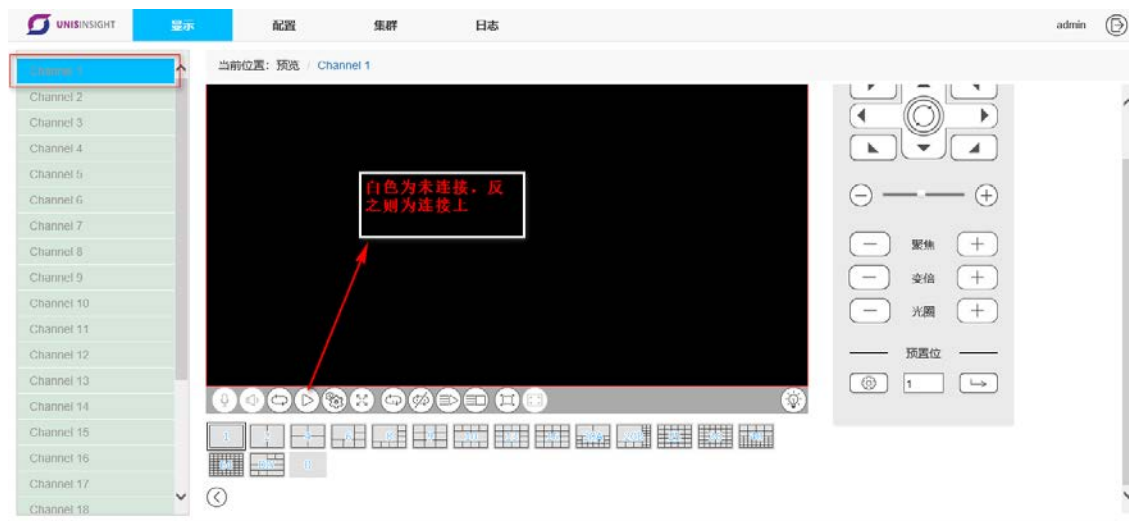 UNISINSIGHT 显示 配置 集群 日志 admin
当前位置：预览 / Channel 1
Channel 1
Channel 2
Channel 3
Channel 4
Channel 5
Channel 6
Channel 7
Channel 8
Channel 9
Channel 10
Channel 11
Channel 12
Channel 13
Channel 14
Channel 15
Channel 16
Channel 17
Channel 18
白色为未连接，反
之则为连接上
聚焦
变倍
光圈
预置位
1
1